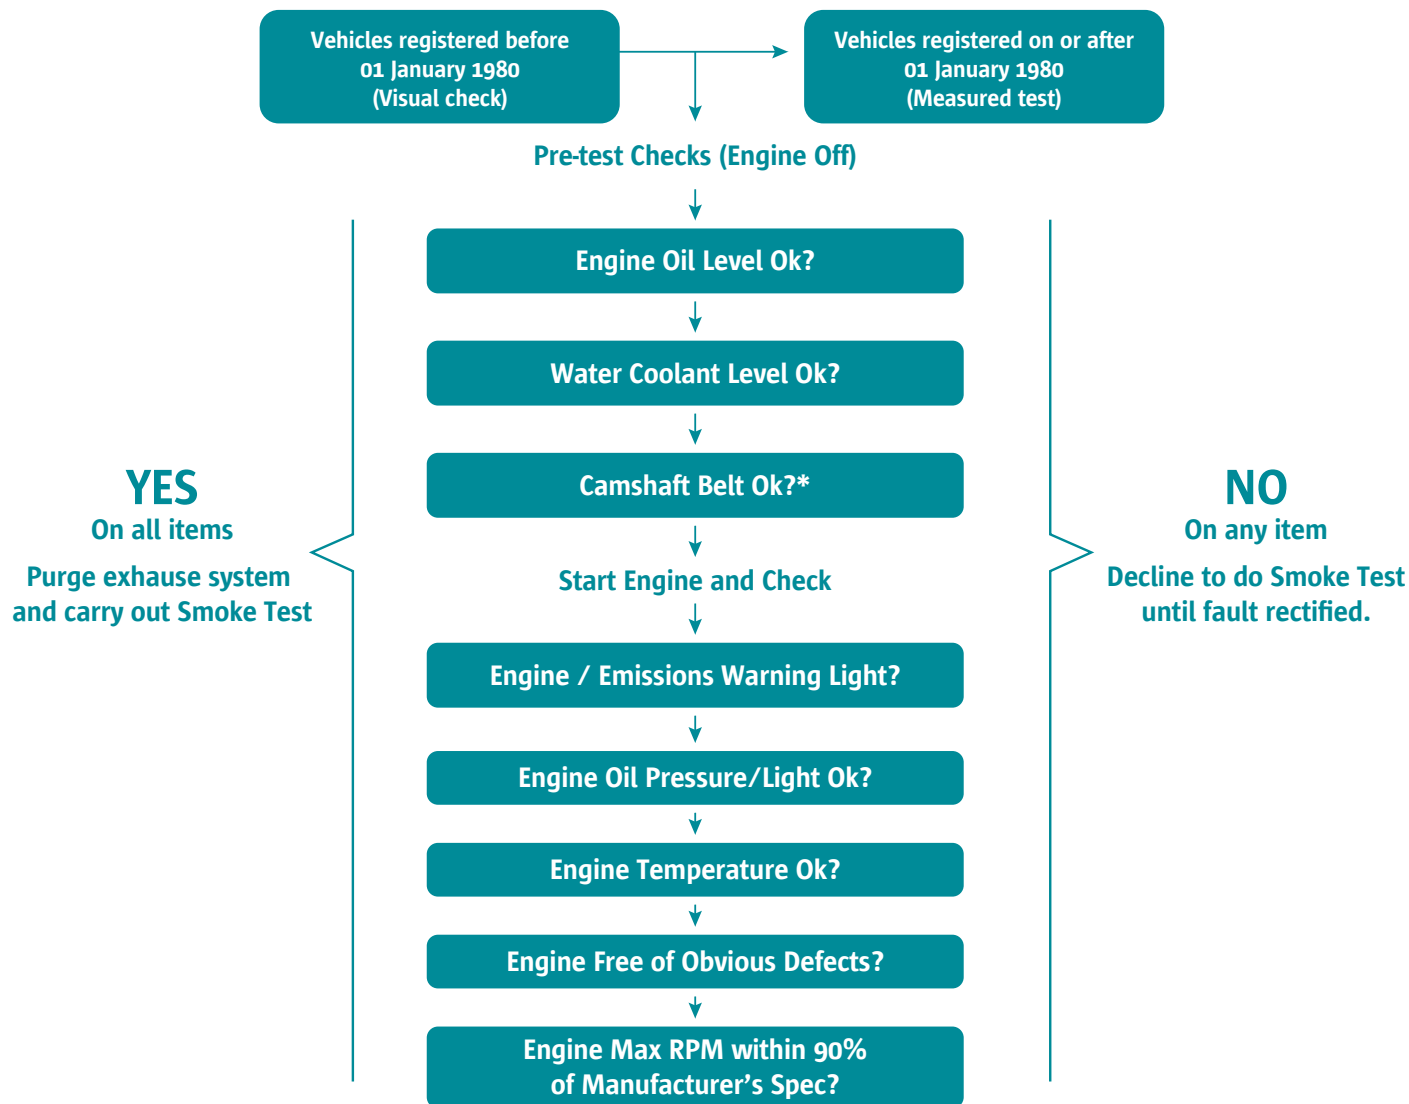 Vehicles registered before
01 January 1980
(Visual check)
Vehicles registered on or after
01 January 1980
(Measured test)
Pre-test Checks (Engine Off)
Engine Oil Level Ok?
Water Coolant Level Ok?
Camshaft Belt Ok?*
YES
On all items
Purge exhause system
and carry out Smoke Test
NO
On any item
Decline to do Smoke Test
until fault rectified.
Start Engine and Check
Engine / Emissions Warning Light?
Engine Oil Pressure/Light Ok?
Engine Temperature Ok?
Engine Free of Obvious Defects?
Engine Max RPM within 90%
of Manufacturer’s Spec?